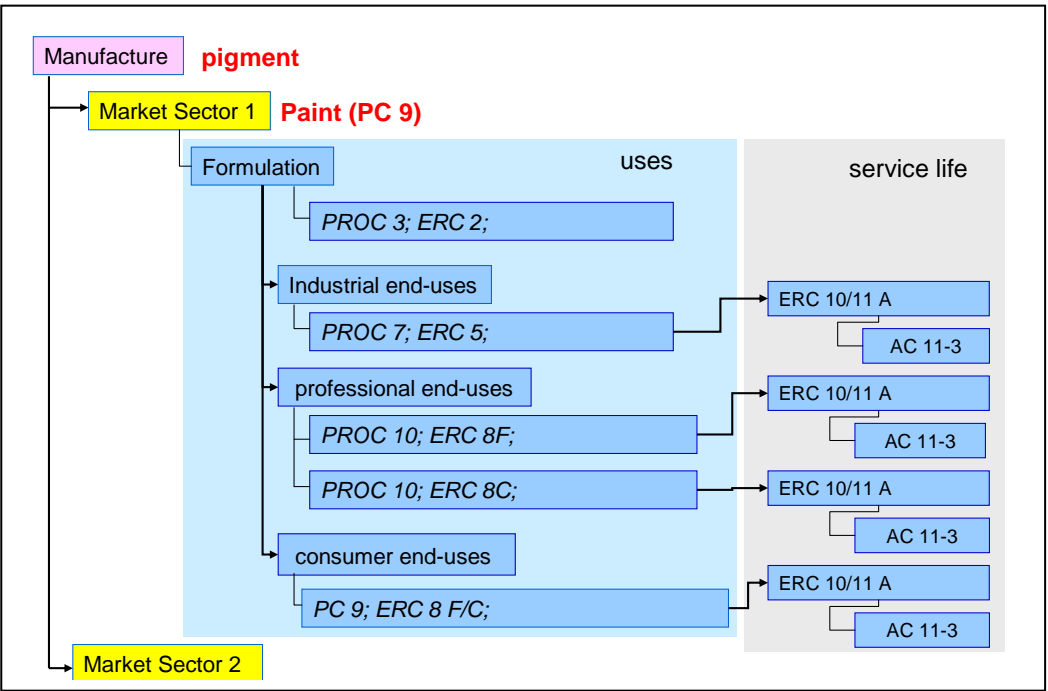 Manufacture pigment
Market Sector 1 Paint (PC 9)
Formulation uses service life
PROC 3; ERC 2;
Industrial end-uses
PROC 7; ERC 5; ERC 10/11 A
AC 11-3
professional end-uses
PROC 10; ERC 8F; ERC 10/11 A
AC 11-3
PROC 10; ERC 8C; ERC 10/11 A
AC 11-3
consumer end-uses
PC 9; ERC 8 F/C; ERC 10/11 A
AC 11-3
Market Sector 2